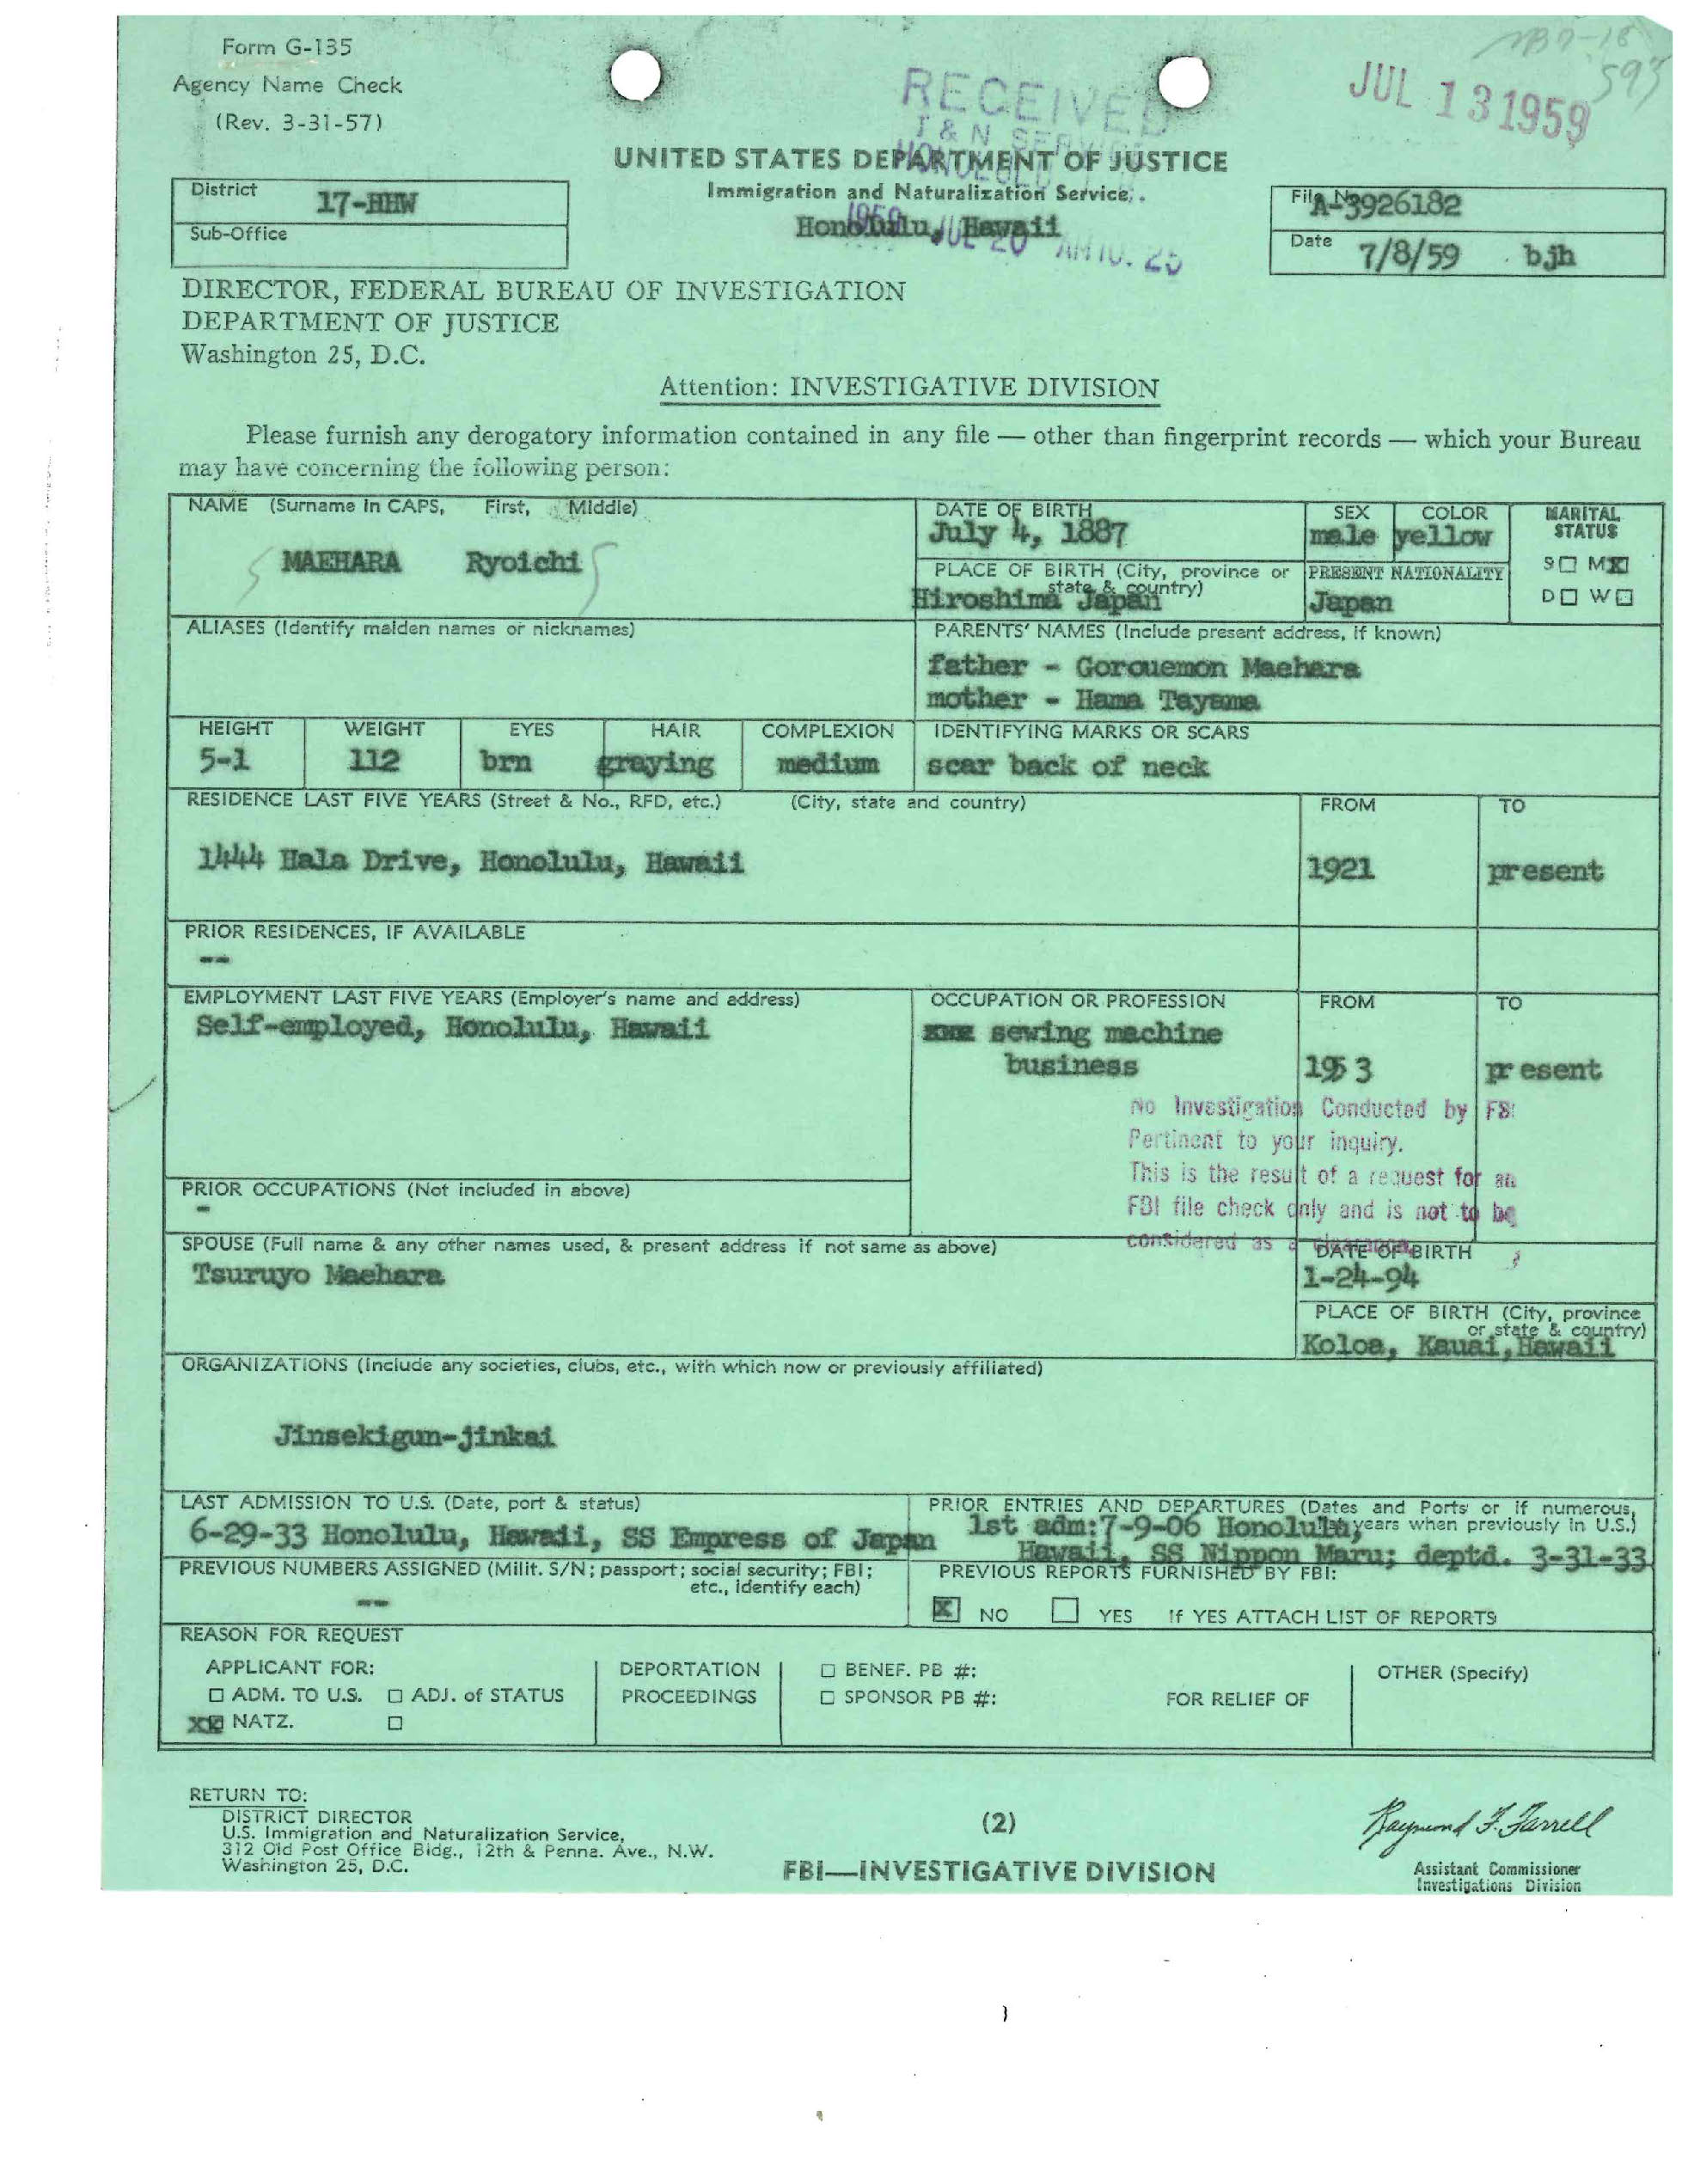 Form G-135
Agency Name Check
(Rev. 3-31-57)
RECEIVED
I & N SERVICE
JUL 13 1959
593
UNITED STATES DEPARTMENT OF JUSTICE
Immigration and Naturalization Service,
Honolulu, Hawaii
1959 JUL 20 AM 10. 25
District
17-HHW
Sub-Office
File No.
A-3926182
Date
7/8/59 bjh
DIRECTOR, FEDERAL BUREAU OF INVESTIGATION
DEPARTMENT OF JUSTICE
Washington 25, D.C.
Attention: INVESTIGATIVE DIVISION
Please furnish any derogatory information contained in any file — other than fingerprint records — which your Bureau
may have concerning the following person:
NAME (Surname in CAPS, First, Middle)
MAEHARA Ryoichi
DATE OF BIRTH
July 4, 1887
SEX
male
COLOR
yellow
MARITAL
STATUS
S☐ M☒
D☐ W☐
PLACE OF BIRTH (City, province or
state & country)
Hiroshima Japan
PRESENT NATIONALITY
Japan
ALIASES (Identify maiden names or nicknames)
PARENTS' NAMES (Include present address, if known)
father - Gorouemon Maehara
mother - Hama Tayama
HEIGHT
5-1
WEIGHT
112
EYES
brn
HAIR
graying
COMPLEXION
medium
IDENTIFYING MARKS OR SCARS
scar back of neck
RESIDENCE LAST FIVE YEARS (Street & No., RFD, etc.) (City, state and country)
FROM
TO
1444 Hala Drive, Honolulu, Hawaii
1921
present
PRIOR RESIDENCES, IF AVAILABLE
--
EMPLOYMENT LAST FIVE YEARS (Employer's name and address)
Self-employed, Honolulu, Hawaii
OCCUPATION OR PROFESSION
sewing machine
business
FROM
1953
TO
present
No Investigation Conducted by FBI
Pertinent to your inquiry.
This is the result of a request for an
FBI file check only and is not to be
considered as a clearance.
PRIOR OCCUPATIONS (Not included in above)
-
SPOUSE (Full name & any other names used, & present address if not same as above)
Tsuruyo Maehara
DATE OF BIRTH
1-24-94
PLACE OF BIRTH (City, province
or state & country)
Koloa, Kauai, Hawaii
ORGANIZATIONS (Include any societies, clubs, etc., with which now or previously affiliated)
Jinsekigun-jinkai
LAST ADMISSION TO U.S. (Date, port & status)
6-29-33 Honolulu, Hawaii, SS Empress of Japan
PRIOR ENTRIES AND DEPARTURES (Dates and Ports or if numerous,
years when previously in U.S.)
1st adm: 7-9-06 Honolulu,
Hawaii, SS Nippon Maru; deptd. 3-31-33
PREVIOUS NUMBERS ASSIGNED (Milit. S/N; passport; social security; FBI;
etc., identify each)
--
PREVIOUS REPORTS FURNISHED BY FBI:
☒ NO ☐ YES If YES ATTACH LIST OF REPORTS
REASON FOR REQUEST
APPLICANT FOR:
☐ ADM. TO U.S. ☐ ADJ. of STATUS
X☒ NATZ. ☐
DEPORTATION
PROCEEDINGS
☐ BENEF. PB #:
☐ SPONSOR PB #:
FOR RELIEF OF
OTHER (Specify)
RETURN TO:
DISTRICT DIRECTOR
U.S. Immigration and Naturalization Service,
312 Old Post Office Bldg., 12th & Penna. Ave., N.W.
Washington 25, D.C.
(2)
FBI—INVESTIGATIVE DIVISION
Raymond F. Farrell
Assistant Commissioner
Investigations Division